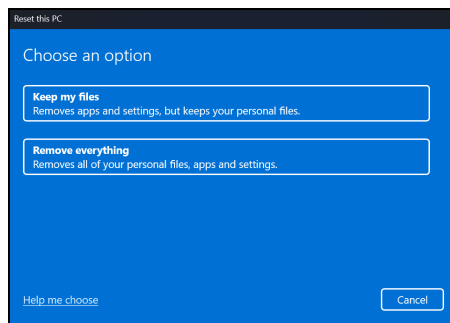 Reset this PC
Choose an option
Keep my files
Removes apps and settings, but keeps your personal files.
Remove everything
Removes all of your personal files, apps and settings.
Help me choose
Cancel